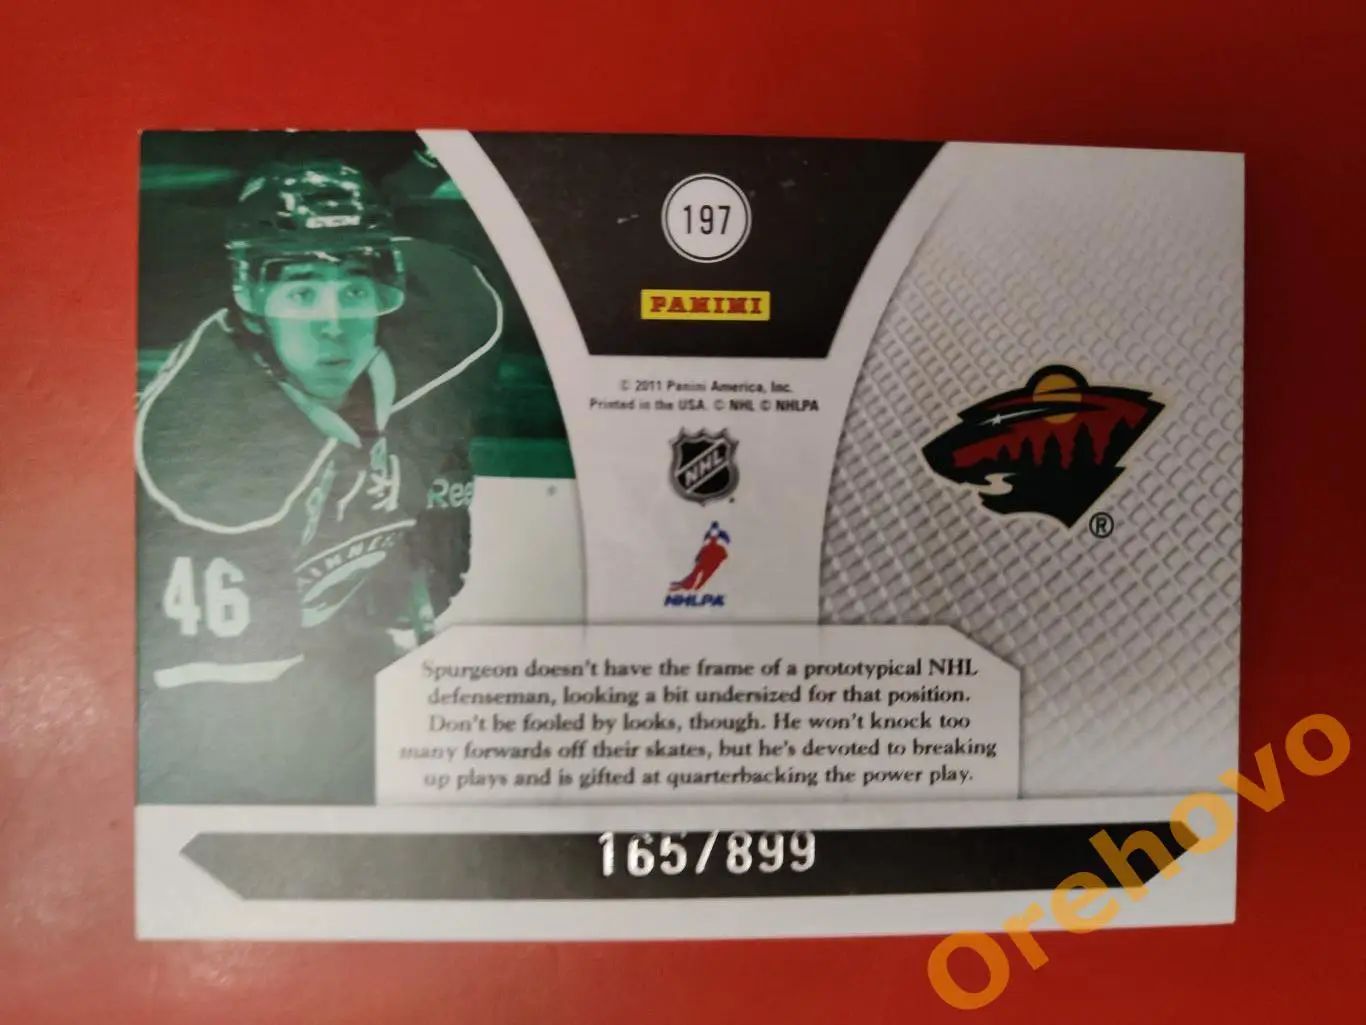 197
PANINI
© 2011 Panini America, Inc.
Printed in the USA. © NHL © NHLPA
NHL
NHLPA
®
Ree
46
Spurgeon doesn't have the frame of a prototypical NHL
defenseman, looking a bit undersized for that position.
Don't be fooled by looks, though. He won't knock too
many forwards off their skates, but he's devoted to breaking
up plays and is gifted at quarterbacking the power play.
165/899
Orehovo